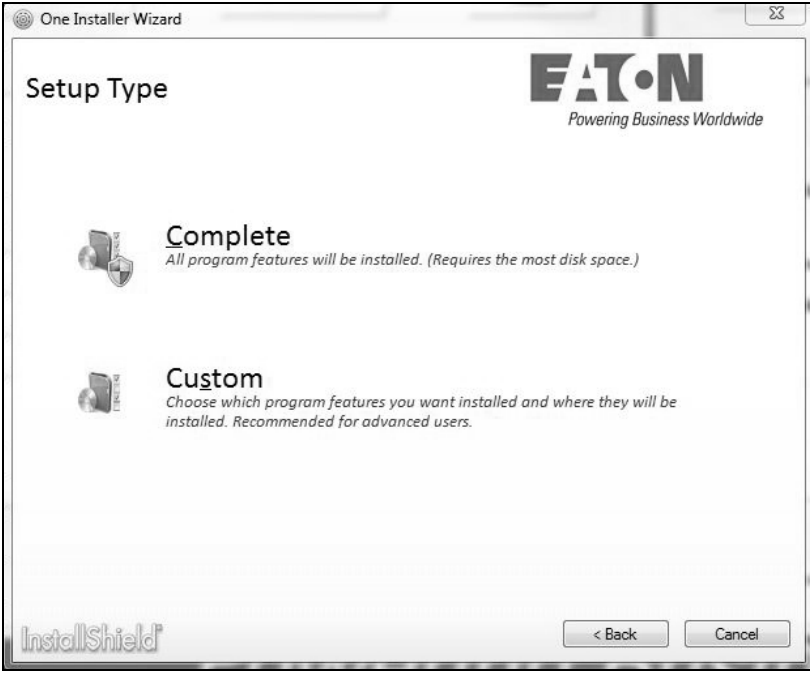 One Installer Wizard
Setup Type
EATON
Powering Business Worldwide
Complete
All program features will be installed. (Requires the most disk space.)
Custom
Choose which program features you want installed and where they will be
installed. Recommended for advanced users.
InstallShield
< Back
Cancel